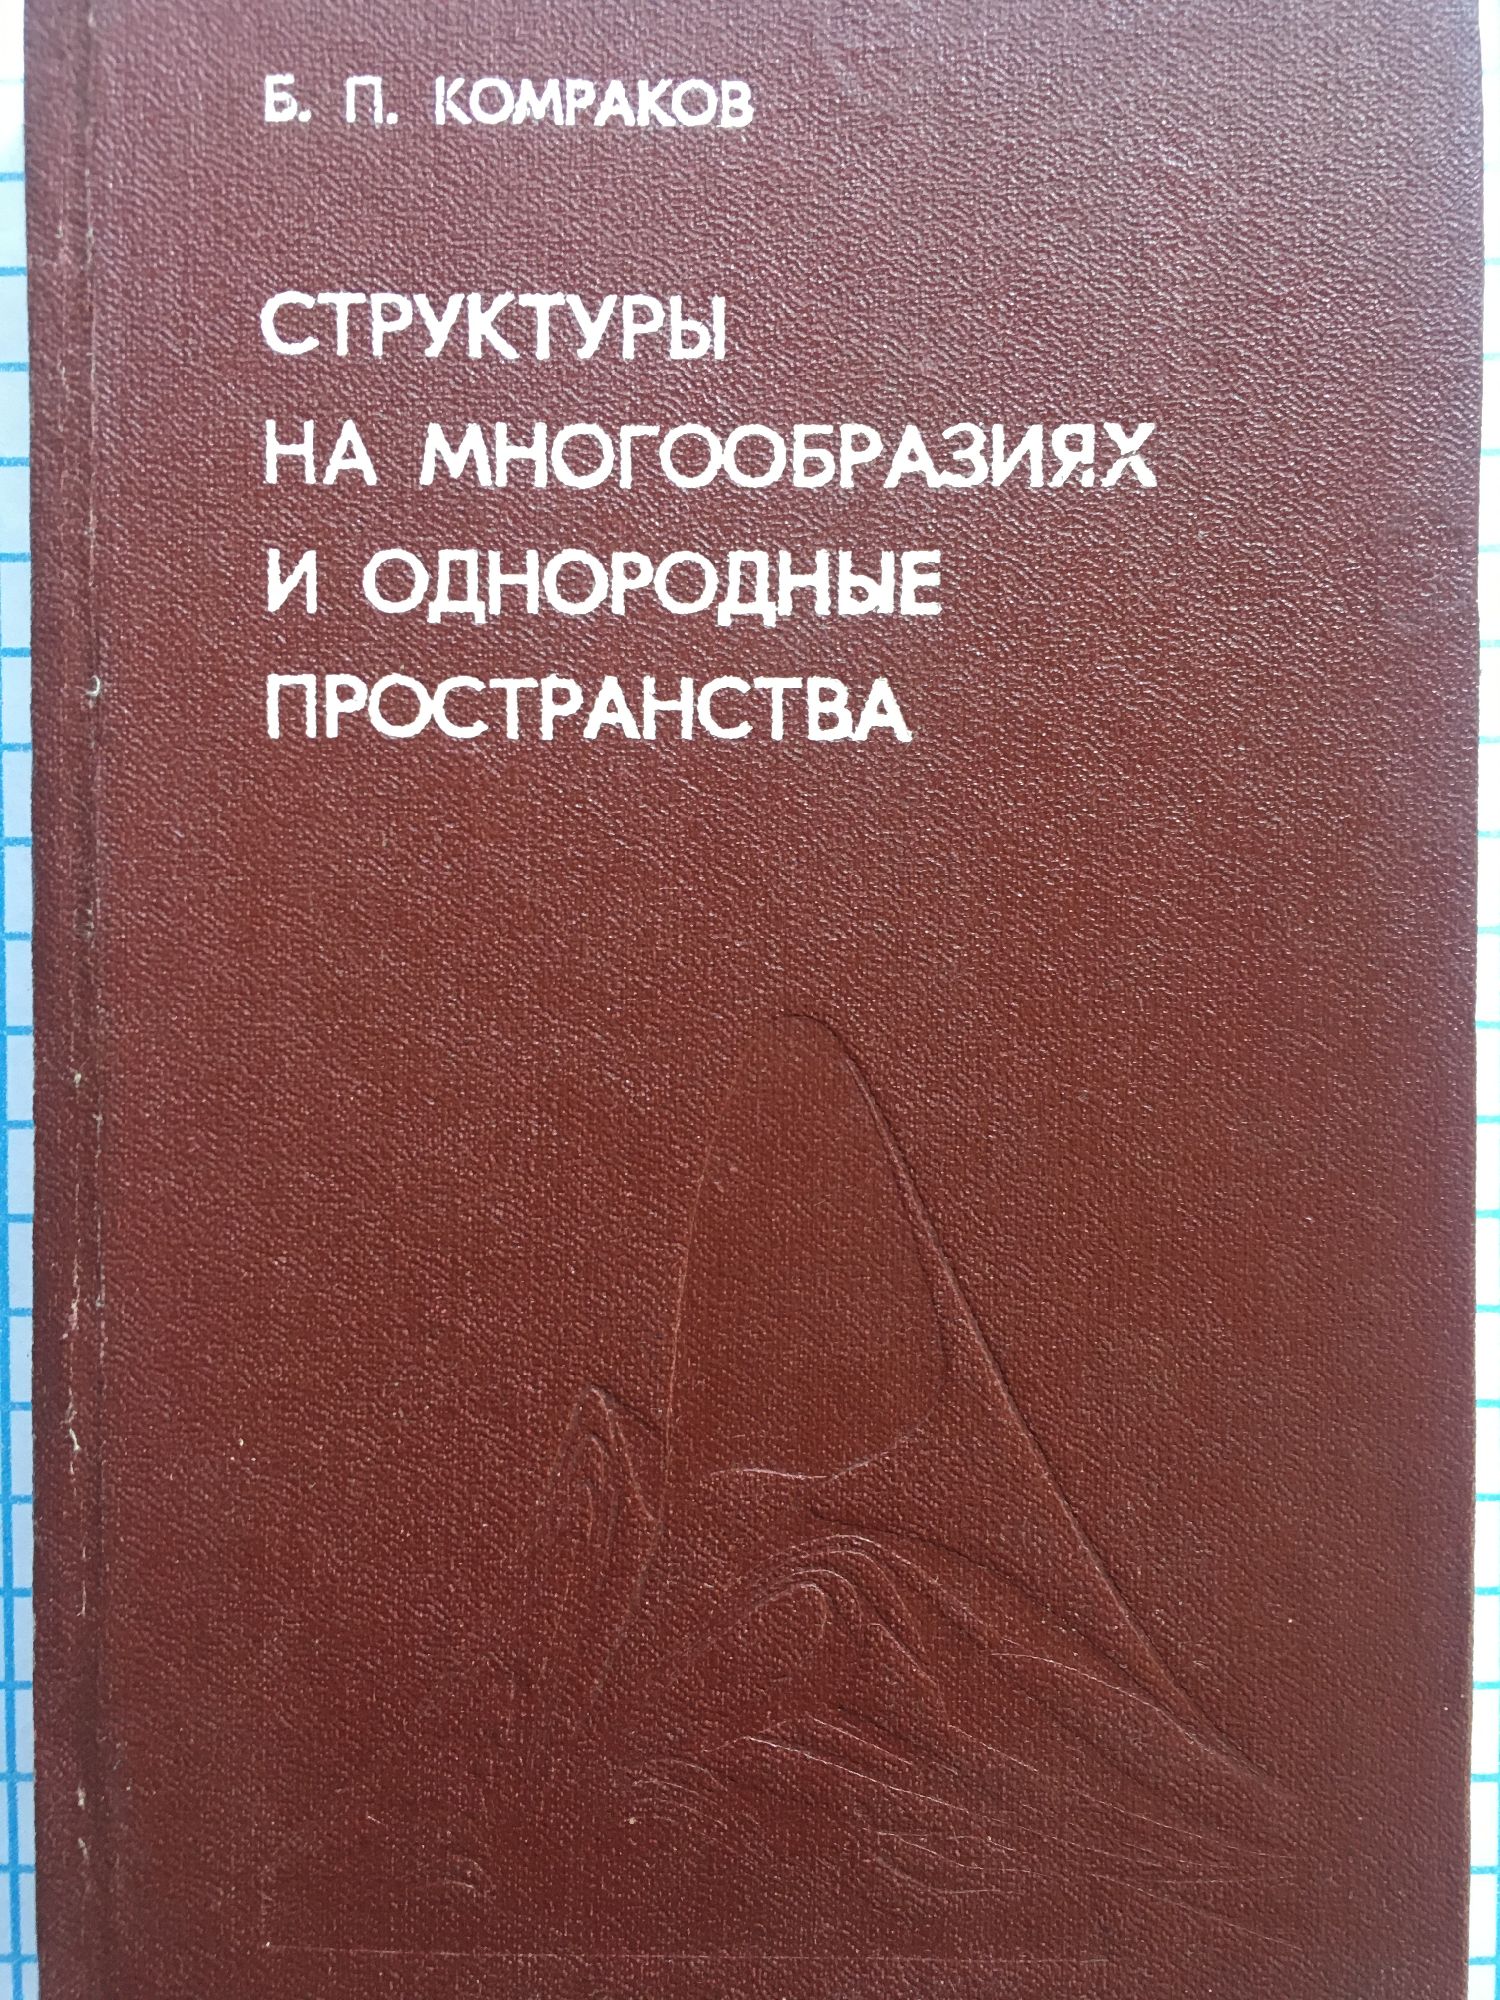 Б. П. КОМРАКОВ
СТРУКТУРЫ
НА МНОГООБРАЗИЯХ
И ОДНОРОДНЫЕ
ПРОСТРАНСТВА